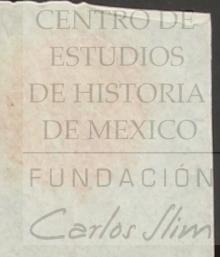 CENTRO DE
ESTUDIOS
DE HISTORIA
DE MEXICO
FUNDACIÓN
Carlos Slim